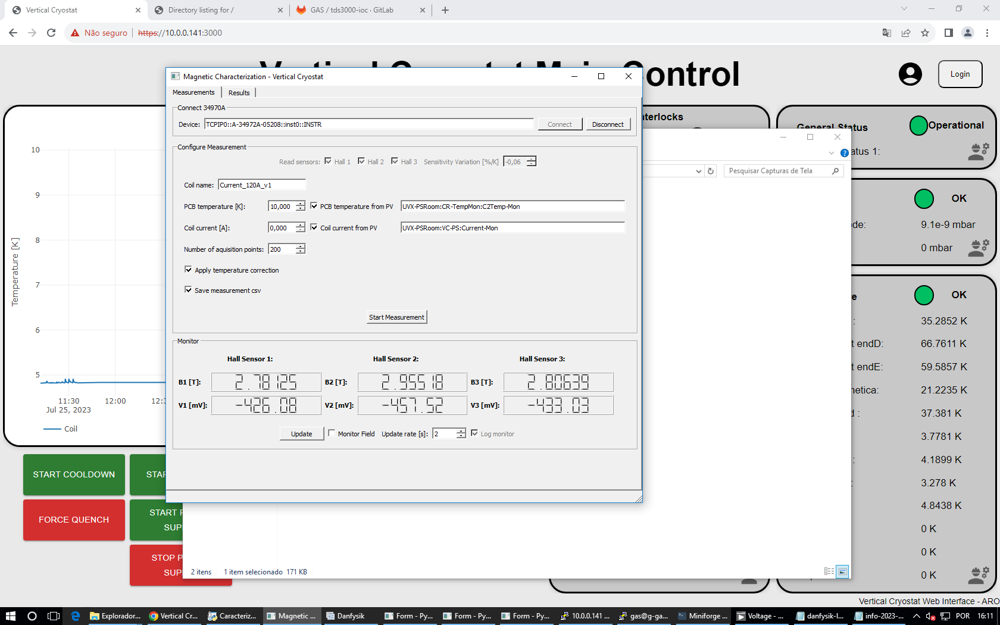 Vertical Cryostat
Directory listing for /
GAS / tds3000-ioc · GitLab
Não seguro
https://10.0.0.141:3000
Control
Login
Magnetic Characterization - Vertical Cryostat
Measurements
Results
Connect 34970A
Device:
TCPIP0::A-34972A-05208::inst0::INSTR
Connect
Disconnect
Configure Measurement
Read sensors:
Hall 1
Hall 2
Hall 3
Sensitivity Variation [%/K]
-0,06
Coil name:
Current_120A_v1
PCB temperature [K]:
10,000
PCB temperature from PV
UVX-PSRoom:CR-TempMon:C2Temp-Mon
Coil current [A]:
0,000
Coil current from PV
UVX-PSRoom:VC-PS:Current-Mon
Number of aquisition points:
200
Apply temperature correction
Save measurement csv
Start Measurement
Monitor
Hall Sensor 1:
Hall Sensor 2:
Hall Sensor 3:
B1 [T]:
2.78125
B2 [T]:
2.95518
B3 [T]:
2.80639
V1 [mV]:
-426.08
V2 [mV]:
-457.52
V3 [mV]:
-433.03
Update
Monitor Field
Update rate [s]:
2
Log monitor
Temperature [K]
10
9
8
7
6
5
11:30
12:00
12:3
Jul 25, 2023
Coil
START COOLDOWN
FORCE QUENCH
STAR
START P
SUP
STOP P
SUP
nterlocks
General Status
Operational
atus 1:
Pesquisar Capturas de Tela
OK
de:
9.1e-9 mbar
0 mbar
e
OK
:
35.2852 K
t endD:
66.7611 K
t endE:
59.5857 K
netica:
21.2235 K
d :
37.381 K
3.7781 K
:
4.1899 K
:
3.278 K
4.8438 K
0 K
0 K
0 K
2 itens
1 item selecionado
171 KB
Vertical Cryostat Web Interface - ARO
Explorador...
Vertical Cr...
Caracteriz...
Magnetic ...
Danfysik
Form - Py...
Form - Py...
Form - Py...
10.0.0.141 ...
gas@g-ga...
Miniforge ...
Voltage - ...
danfysik-l...
info-2023-...
POR
16:11